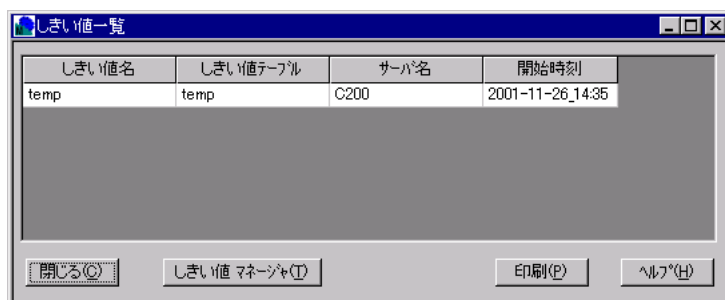 しきい値一覧
しきい値名 しきい値ﾃｰﾌﾞﾙ ｻｰﾊﾞ名 開始時刻
temp temp C200 2001-11-26_14:35
閉じる(C) しきい値 ﾏﾈｰｼﾞｬ(T) 印刷(P) ﾍﾙﾌﾟ(H)